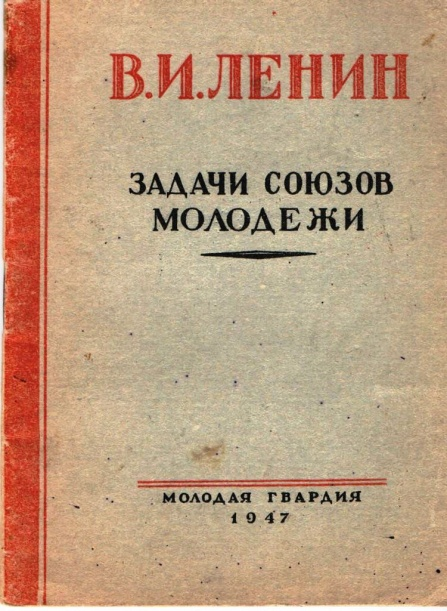 В.И.ЛЕНИН
ЗАДАЧИ СОЮЗОВ
МОЛОДЕЖИ
МОЛОДАЯ ГВАРДИЯ
1947